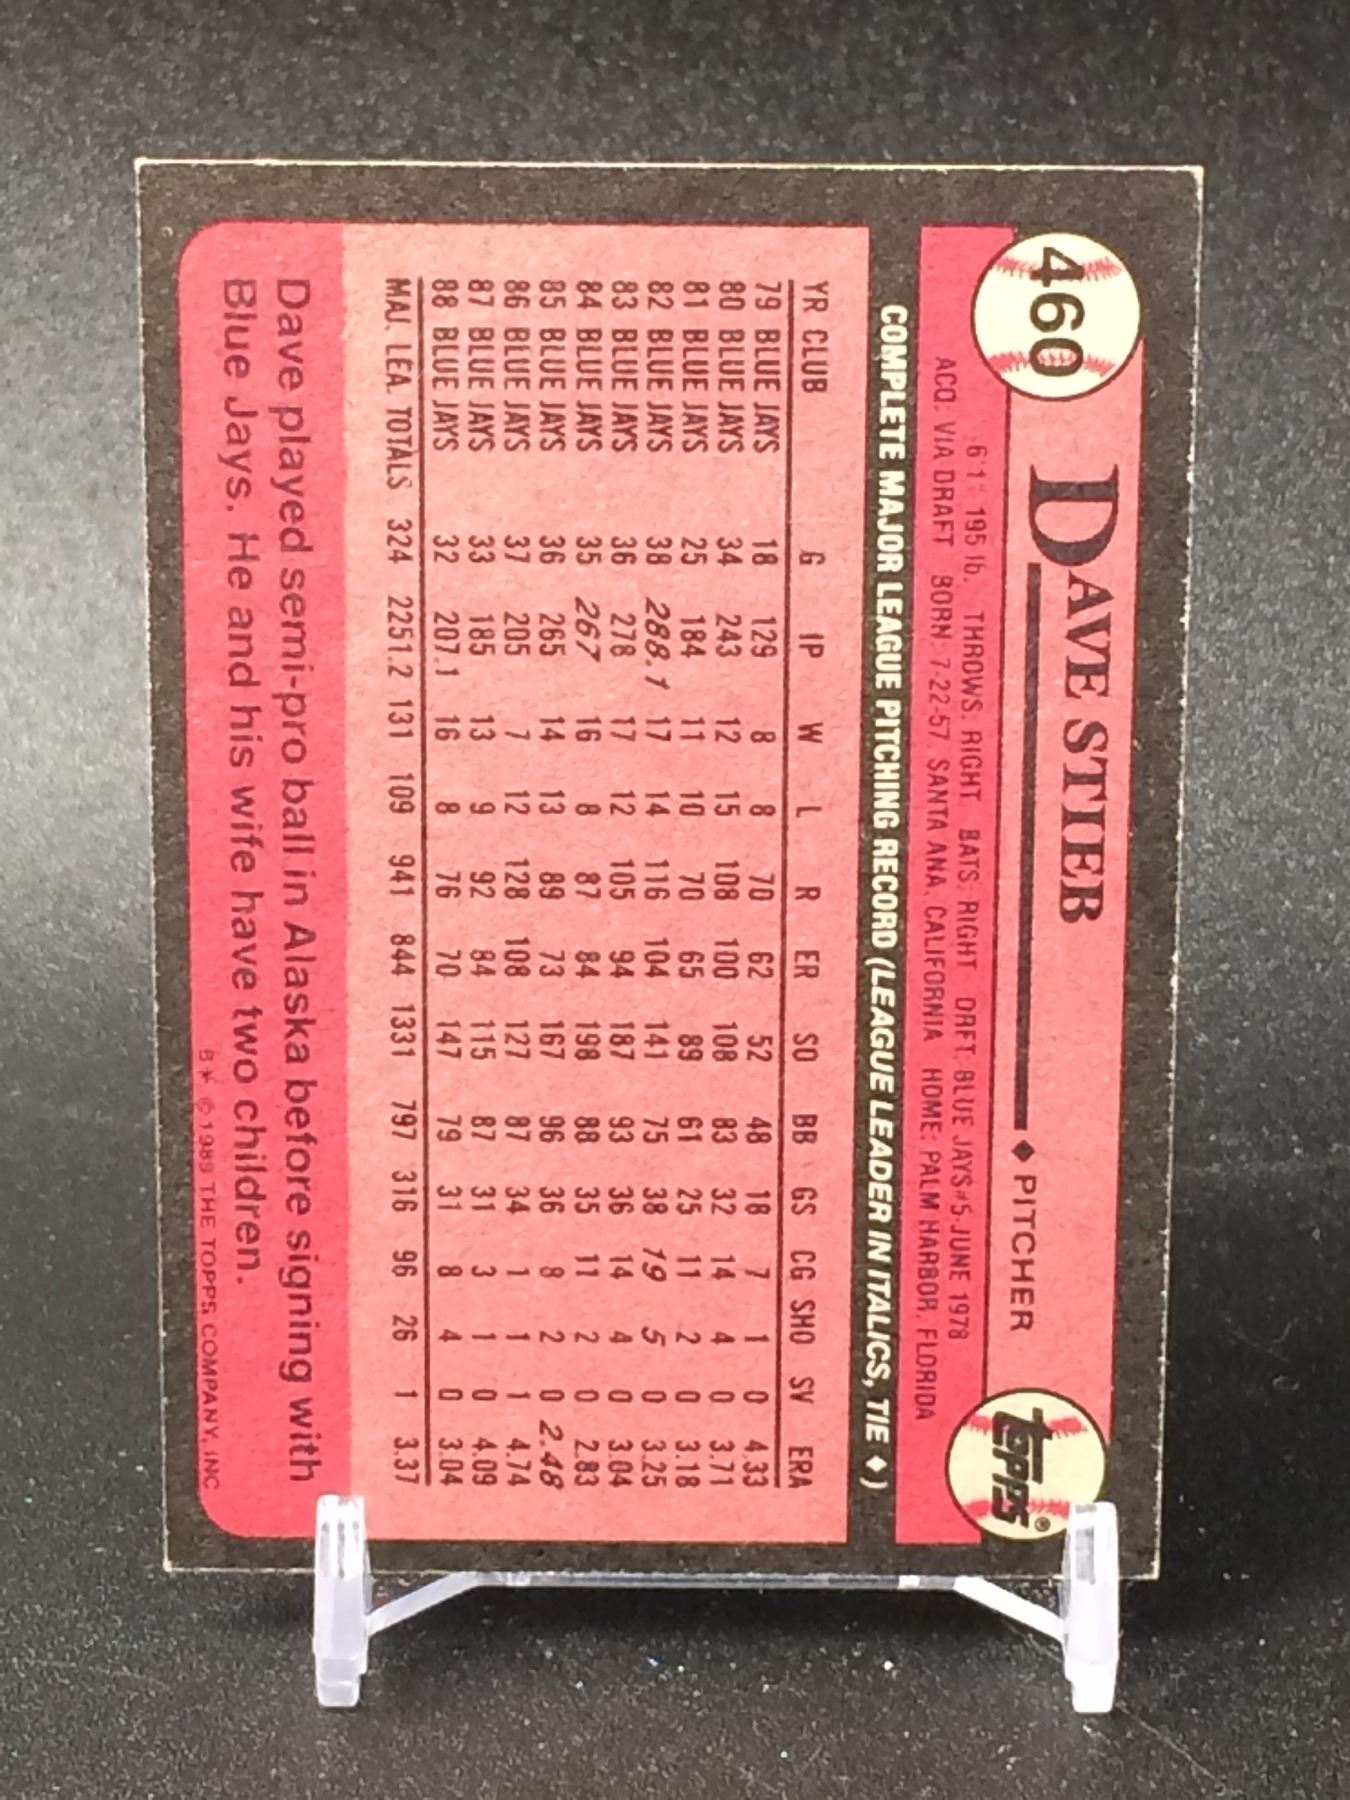 460
DAVE STIEB
♦ PITCHER
topps®
6'1" 195 lb. THROWS: RIGHT BATS: RIGHT DRFT: BLUE JAYS #5-JUNE 1978
ACQ: VIA DRAFT BORN: 7-22-57, SANTA ANA, CALIFORNIA HOME: PALM HARBOR, FLORIDA
COMPLETE MAJOR LEAGUE PITCHING RECORD (LEAGUE LEADER IN ITALICS, TIE ♦)
YR CLUB G IP W L R ER SO BB GS CG SHO SV ERA
79 BLUE JAYS 18 129 8 8 70 62 52 48 18 7 1 0 4.33
80 BLUE JAYS 34 243 12 15 108 100 108 83 32 14 4 0 3.71
81 BLUE JAYS 25 184 11 10 70 65 89 61 25 11 2 0 3.18
82 BLUE JAYS 38 288.1 17 14 116 104 141 75 38 19 5 0 3.25
83 BLUE JAYS 36 278 17 12 105 94 187 93 36 14 4 0 3.04
84 BLUE JAYS 35 267 16 8 87 84 198 88 35 11 2 0 2.83
85 BLUE JAYS 36 265 14 13 89 73 167 96 36 8 2 0 2.48
86 BLUE JAYS 37 205 7 12 128 108 127 87 34 1 1 1 4.74
87 BLUE JAYS 33 185 13 9 92 84 115 87 31 3 1 0 4.09
88 BLUE JAYS 32 207.1 16 8 76 70 147 79 31 8 4 0 3.04
MAJ. LEA. TOTALS 324 2251.2 131 109 941 844 1331 797 316 96 26 1 3.37
Dave played semi-pro ball in Alaska before signing with
Blue Jays. He and his wife have two children.
B* © 1989 THE TOPPS COMPANY, INC